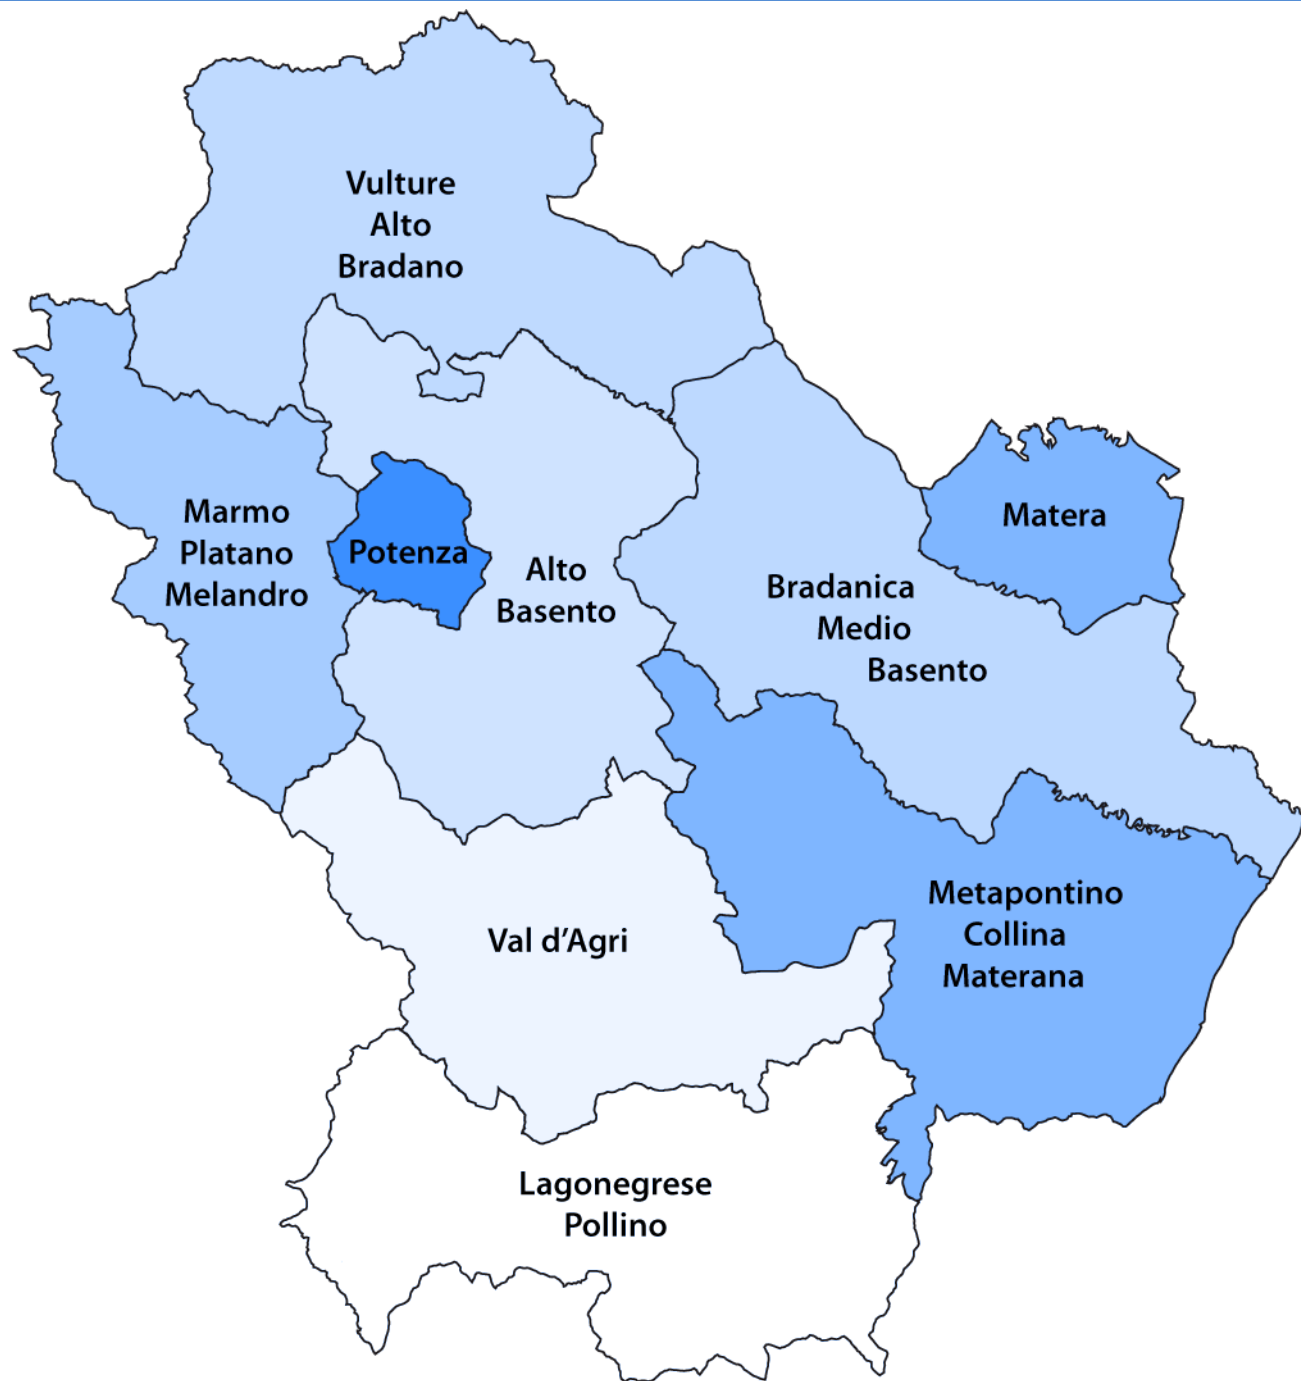 Vulture
Alto
Bradano
Marmo
Platano
Melandro
Potenza
Alto
Basento
Bradanica
Medio
Basento
Matera
Metapontino
Collina
Materana
Val d’Agri
Lagonegrese
Pollino